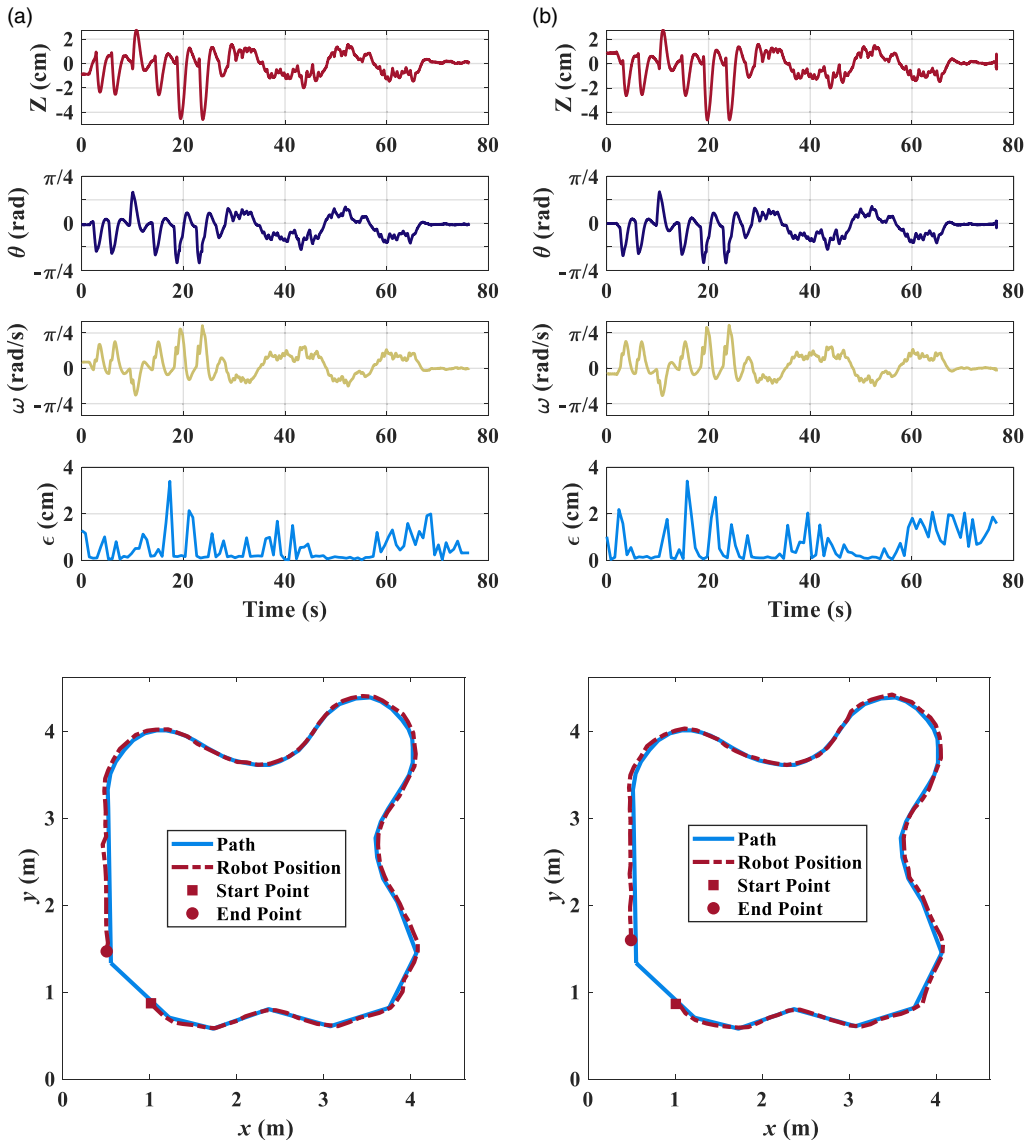 (a)
Z (cm)
2
0
-2
-4
0 20 40 60 80
θ (rad)
π/4
0
-π/4
0 20 40 60 80
ω (rad/s)
π/4
0
-π/4
0 20 40 60 80
ϵ (cm)
4
2
0
0 20 40 60 80
Time (s)
y (m)
4
3
2
1
0
0 1 2 3 4
x (m)
Path
Robot Position
Start Point
End Point
(b)
Z (cm)
2
0
-2
-4
0 20 40 60 80
θ (rad)
π/4
0
-π/4
0 20 40 60 80
ω (rad/s)
π/4
0
-π/4
0 20 40 60 80
ϵ (cm)
4
2
0
0 20 40 60 80
Time (s)
y (m)
4
3
2
1
0
0 1 2 3 4
x (m)
Path
Robot Position
Start Point
End Point